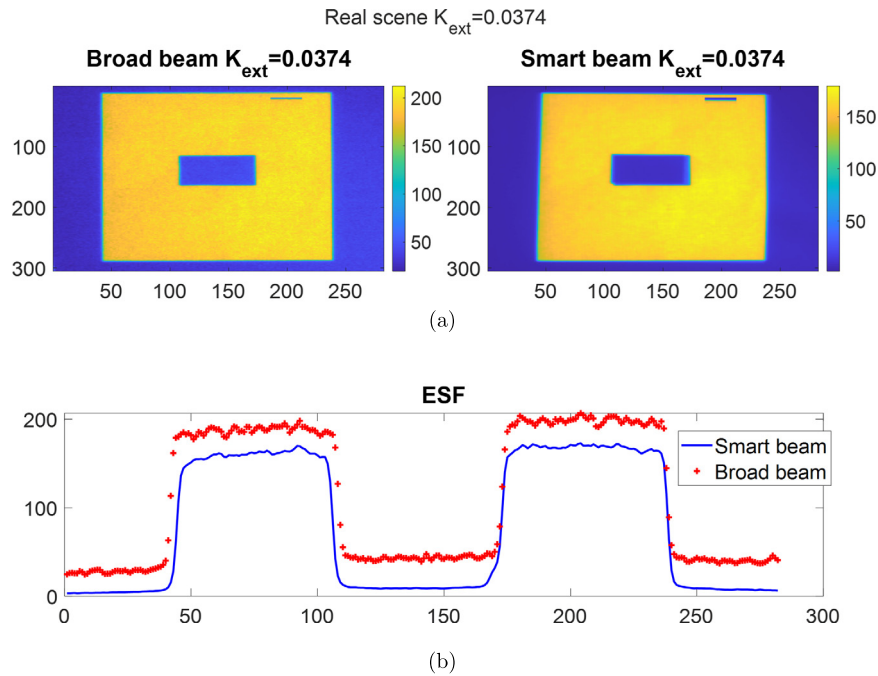 Real scene K_ext=0.0374
Broad beam K_ext=0.0374
Smart beam K_ext=0.0374
100
200
300
50 100 150 200 250
200
150
100
50
50 100 150 200 250
100
200
300
150
100
50
(a)
ESF
200
100
0
0 50 100 150 200 250 300
Smart beam
Broad beam
(b)